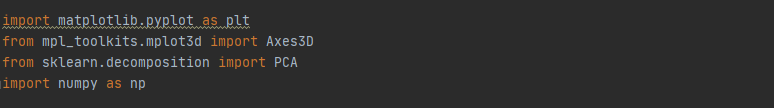 import matplotlib.pyplot as plt
from mpl_toolkits.mplot3d import Axes3D
from sklearn.decomposition import PCA
import numpy as np